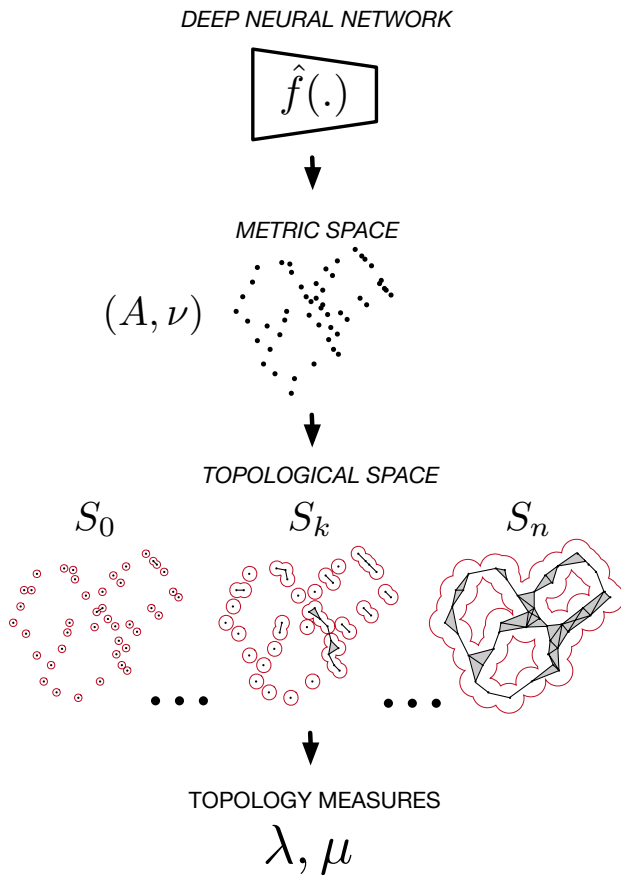 DEEP NEURAL NETWORK
f̂(.)
METRIC SPACE
(A, ν)
TOPOLOGICAL SPACE
S₀ Sₖ Sₙ
TOPOLOGY MEASURES
λ, μ